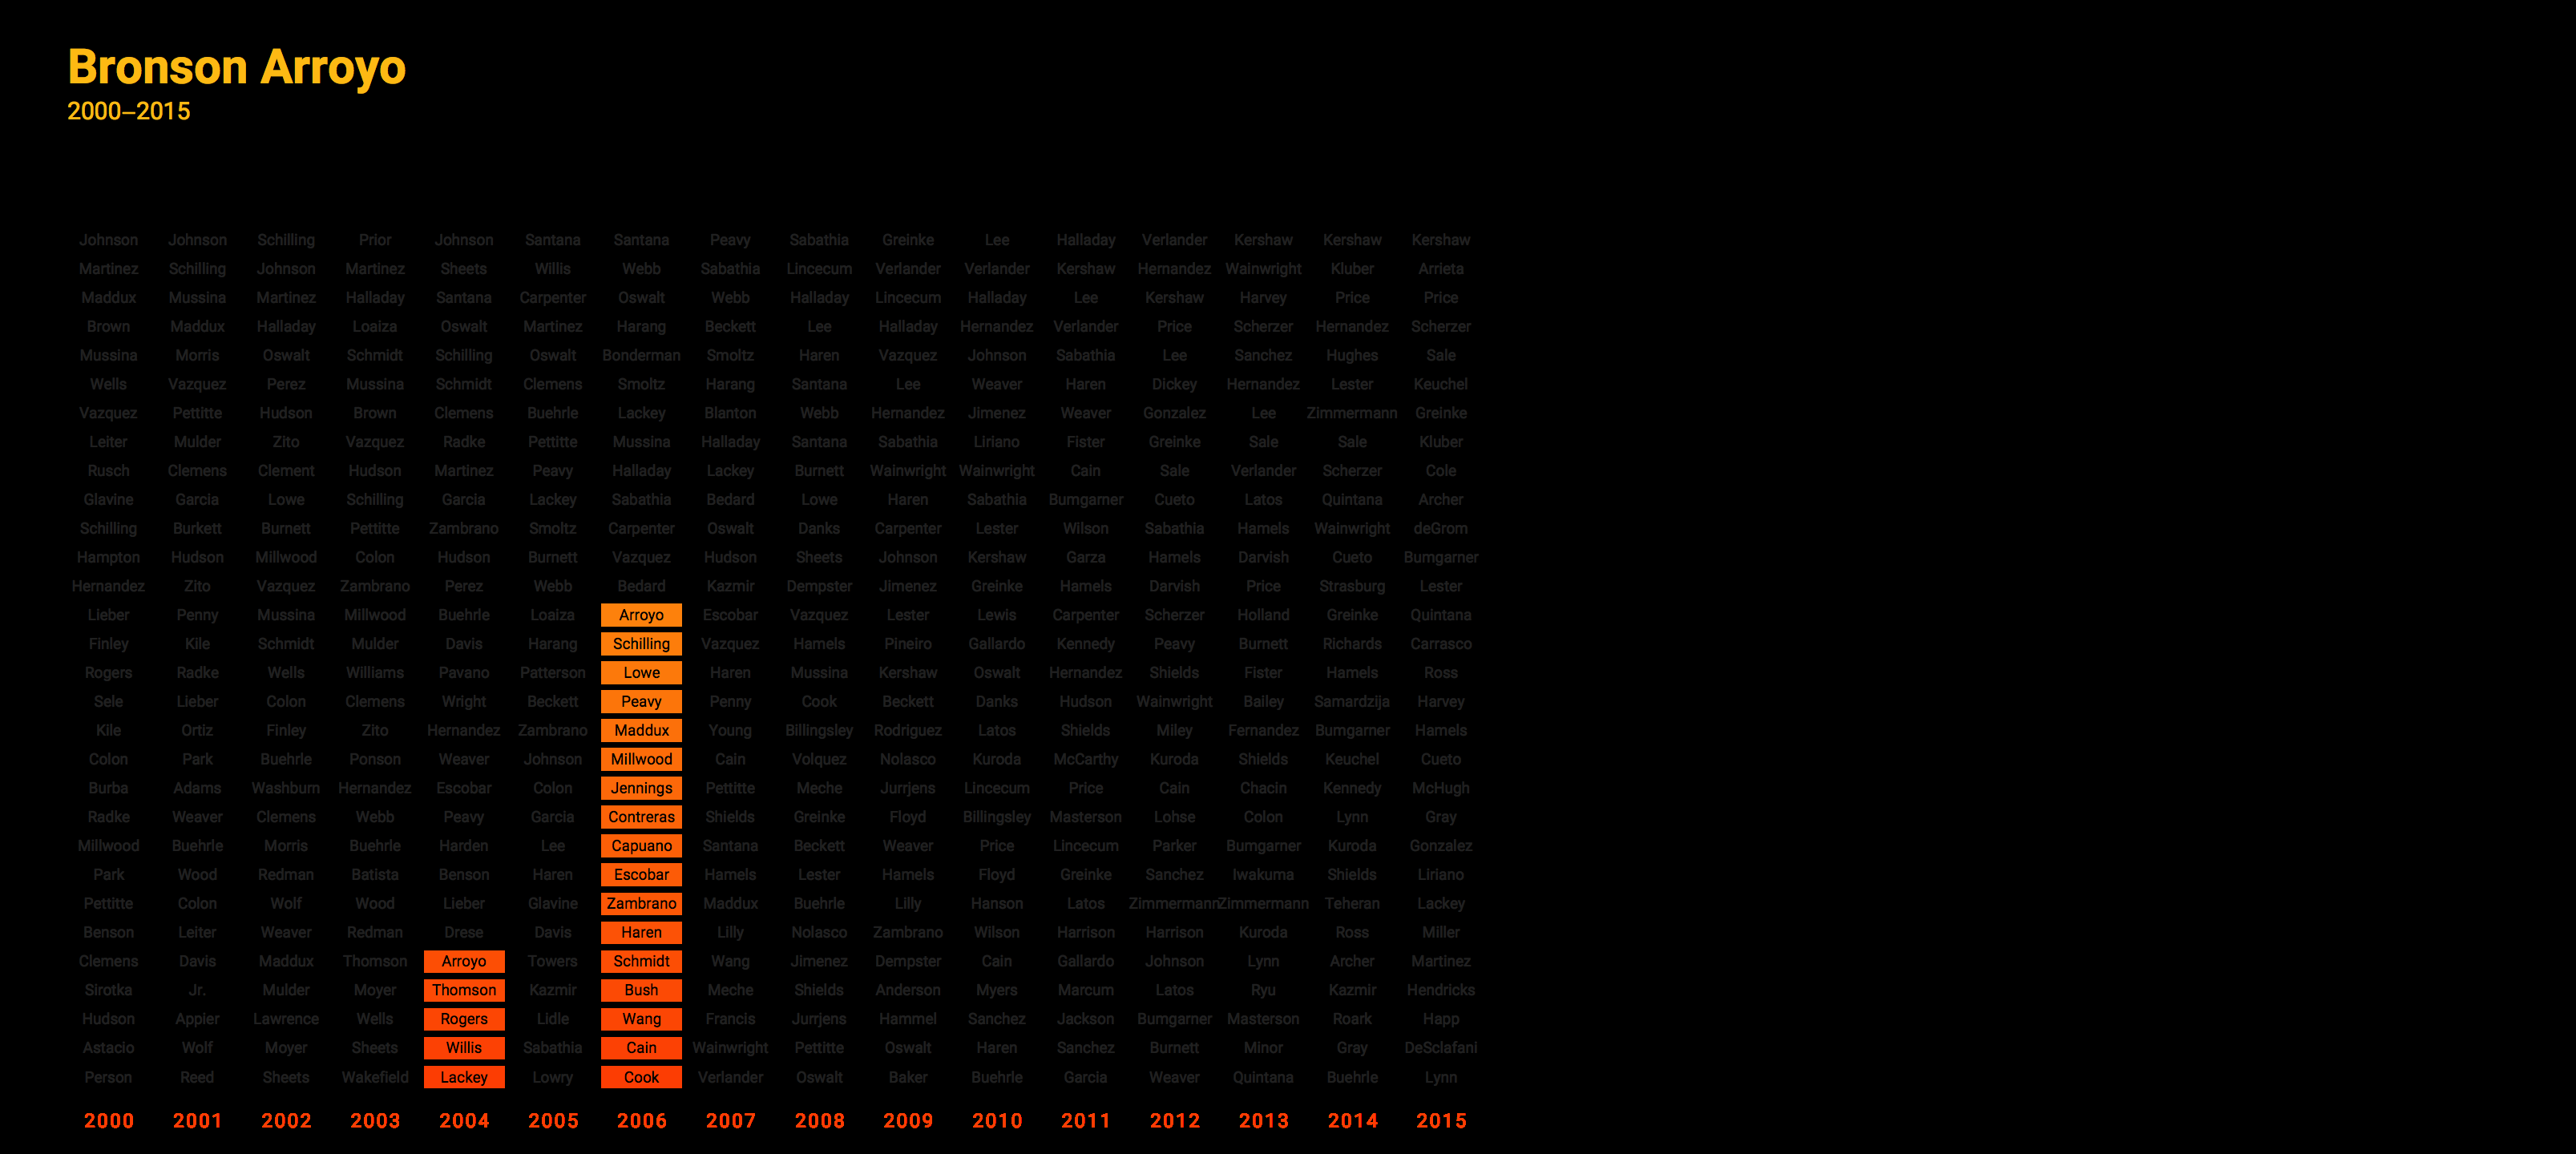 Bronson Arroyo
2000–2015
Johnson Johnson Schilling Prior Johnson Santana Santana Peavy Sabathia Greinke Lee Halladay Verlander Kershaw Kershaw Kershaw
Martinez Schilling Johnson Martinez Sheets Willis Webb Sabathia Lincecum Verlander Verlander Kershaw Hernandez Wainwright Kluber Arrieta
Maddux Mussina Martinez Halladay Santana Carpenter Oswalt Webb Halladay Lincecum Halladay Lee Kershaw Harvey Price Price
Brown Maddux Halladay Loaiza Oswalt Martinez Harang Beckett Lee Halladay Hernandez Verlander Price Scherzer Hernandez Scherzer
Mussina Morris Oswalt Schmidt Schilling Oswalt Bonderman Smoltz Haren Vazquez Johnson Sabathia Lee Sanchez Hughes Sale
Wells Vazquez Perez Mussina Schmidt Clemens Smoltz Harang Santana Lee Weaver Haren Dickey Hernandez Lester Keuchel
Vazquez Pettitte Hudson Brown Clemens Buehrle Lackey Blanton Webb Hernandez Jimenez Weaver Gonzalez Lee Zimmermann Greinke
Leiter Mulder Zito Vazquez Radke Pettitte Mussina Halladay Santana Sabathia Liriano Fister Greinke Sale Sale Kluber
Rusch Clemens Clement Hudson Martinez Peavy Halladay Lackey Burnett Wainwright Wainwright Cain Sale Verlander Scherzer Cole
Glavine Garcia Lowe Schilling Garcia Lackey Sabathia Bedard Lowe Haren Sabathia Bumgarner Cueto Latos Quintana Archer
Schilling Burkett Burnett Pettitte Zambrano Smoltz Carpenter Oswalt Danks Carpenter Lester Wilson Sabathia Hamels Wainwright deGrom
Hampton Hudson Millwood Colon Hudson Burnett Vazquez Hudson Sheets Johnson Kershaw Garza Hamels Darvish Cueto Bumgarner
Hernandez Zito Vazquez Zambrano Perez Webb Bedard Kazmir Dempster Jimenez Greinke Hamels Darvish Price Strasburg Lester
Lieber Penny Mussina Millwood Buehrle Loaiza Arroyo Escobar Vazquez Lester Lewis Carpenter Scherzer Holland Greinke Quintana
Finley Kile Schmidt Mulder Davis Harang Schilling Vazquez Hamels Pineiro Gallardo Kennedy Peavy Burnett Richards Carrasco
Rogers Radke Wells Williams Pavano Patterson Lowe Haren Mussina Kershaw Oswalt Hernandez Shields Fister Hamels Ross
Sele Lieber Colon Clemens Wright Beckett Peavy Penny Cook Beckett Danks Hudson Wainwright Bailey Samardzija Harvey
Kile Ortiz Finley Zito Hernandez Zambrano Maddux Young Billingsley Rodriguez Latos Shields Miley Fernandez Bumgarner Hamels
Colon Park Buehrle Ponson Weaver Johnson Millwood Cain Volquez Nolasco Kuroda McCarthy Kuroda Shields Keuchel Cueto
Burba Adams Washburn Hernandez Escobar Colon Jennings Pettitte Meche Jurrjens Lincecum Price Cain Chacin Kennedy McHugh
Radke Weaver Clemens Webb Peavy Garcia Contreras Shields Greinke Floyd Billingsley Masterson Lohse Colon Lynn Gray
Millwood Buehrle Morris Buehrle Harden Lee Capuano Santana Beckett Weaver Price Lincecum Parker Bumgarner Kuroda Gonzalez
Park Wood Redman Batista Benson Haren Escobar Hamels Lester Hamels Floyd Greinke Sanchez Iwakuma Shields Liriano
Pettitte Colon Wolf Wood Lieber Glavine Zambrano Maddux Buehrle Lilly Hanson Latos Zimmermann Zimmermann Teheran Lackey
Benson Leiter Weaver Redman Drese Davis Haren Lilly Nolasco Zambrano Wilson Harrison Harrison Kuroda Ross Miller
Clemens Davis Maddux Thomson Arroyo Towers Schmidt Wang Jimenez Dempster Cain Gallardo Johnson Lynn Archer Martinez
Sirotka Jr. Mulder Moyer Thomson Kazmir Bush Meche Shields Anderson Myers Marcum Latos Ryu Kazmir Hendricks
Hudson Appier Lawrence Wells Rogers Lidle Wang Francis Jurrjens Hammel Sanchez Jackson Bumgarner Masterson Roark Happ
Astacio Wolf Moyer Sheets Willis Sabathia Cain Wainwright Pettitte Oswalt Haren Sanchez Burnett Minor Gray DeSclafani
Person Reed Sheets Wakefield Lackey Lowry Cook Verlander Oswalt Baker Buehrle Garcia Weaver Quintana Buehrle Lynn
2000 2001 2002 2003 2004 2005 2006 2007 2008 2009 2010 2011 2012 2013 2014 2015